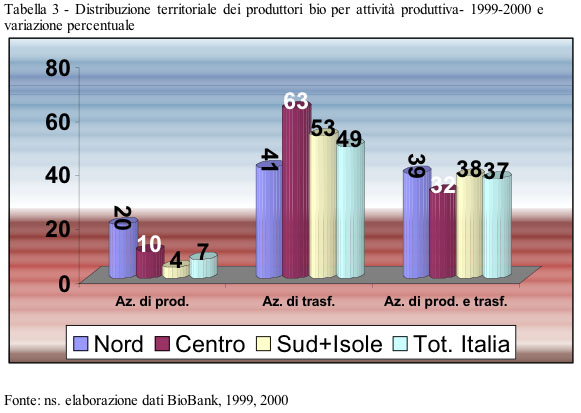 Tabella 3 - Distribuzione territoriale dei produttori bio per attività produttiva- 1999-2000 e
variazione percentuale
80
60
40
20
0
20
10
4
7
41
63
53
49
39
32
38
37
Az. di prod.
Az. di trasf.
Az. di prod. e trasf.
Nord
Centro
Sud+Isole
Tot. Italia
Fonte: ns. elaborazione dati BioBank, 1999, 2000